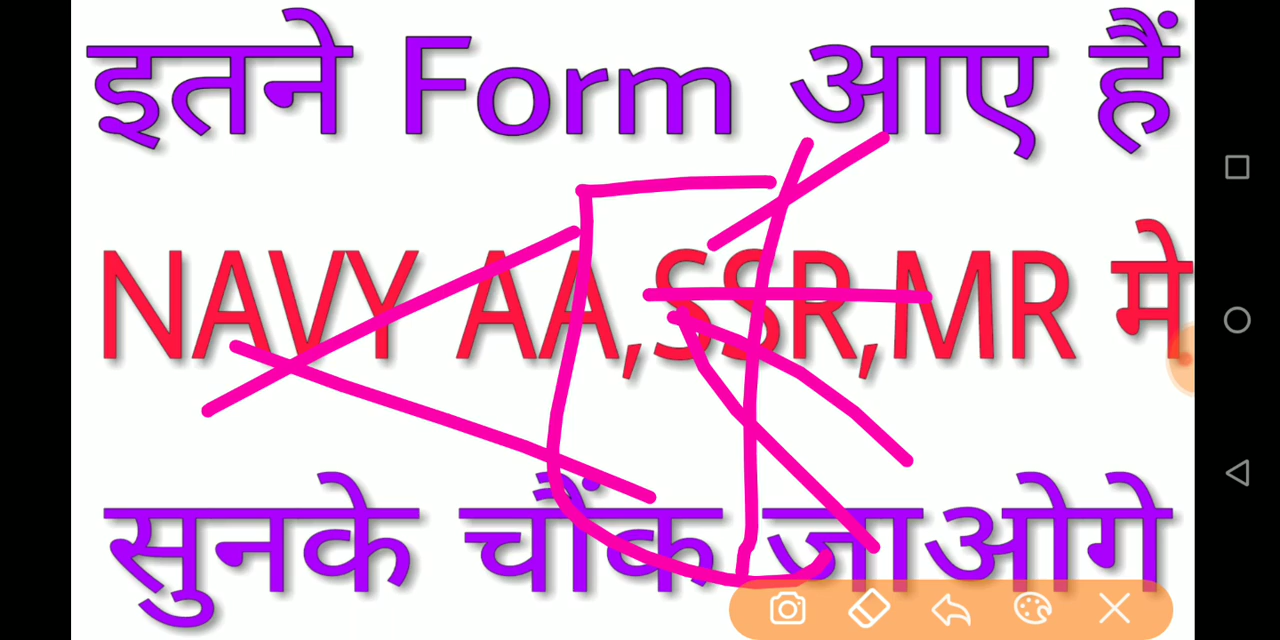 इतने Form आए हैं
NAVY AA,SSR,MR मे
सुनके चौंक जाओगे